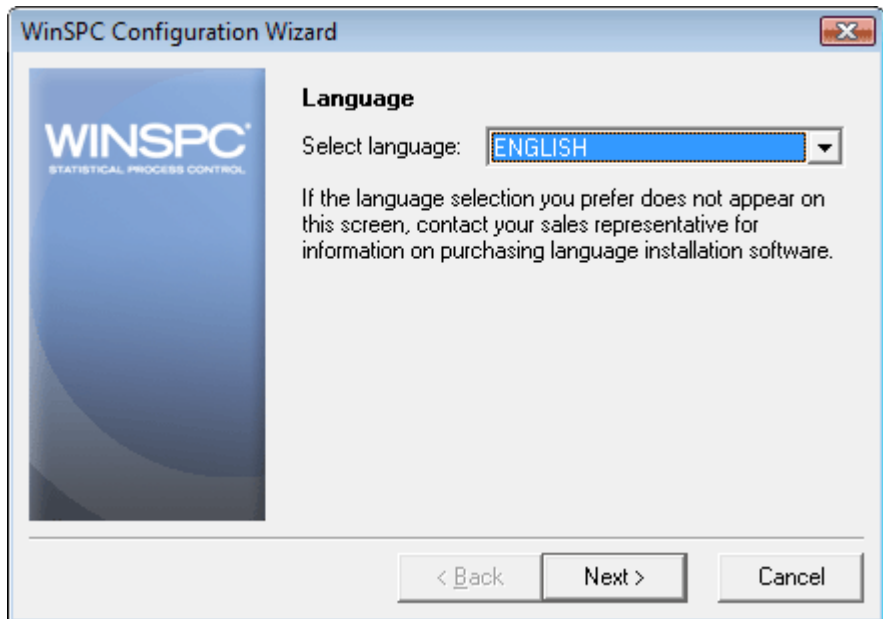 WinSPC Configuration Wizard
WINSPC®
STATISTICAL PROCESS CONTROL
Language
Select language: ENGLISH
If the language selection you prefer does not appear on
this screen, contact your sales representative for
information on purchasing language installation software.
< Back Next > Cancel